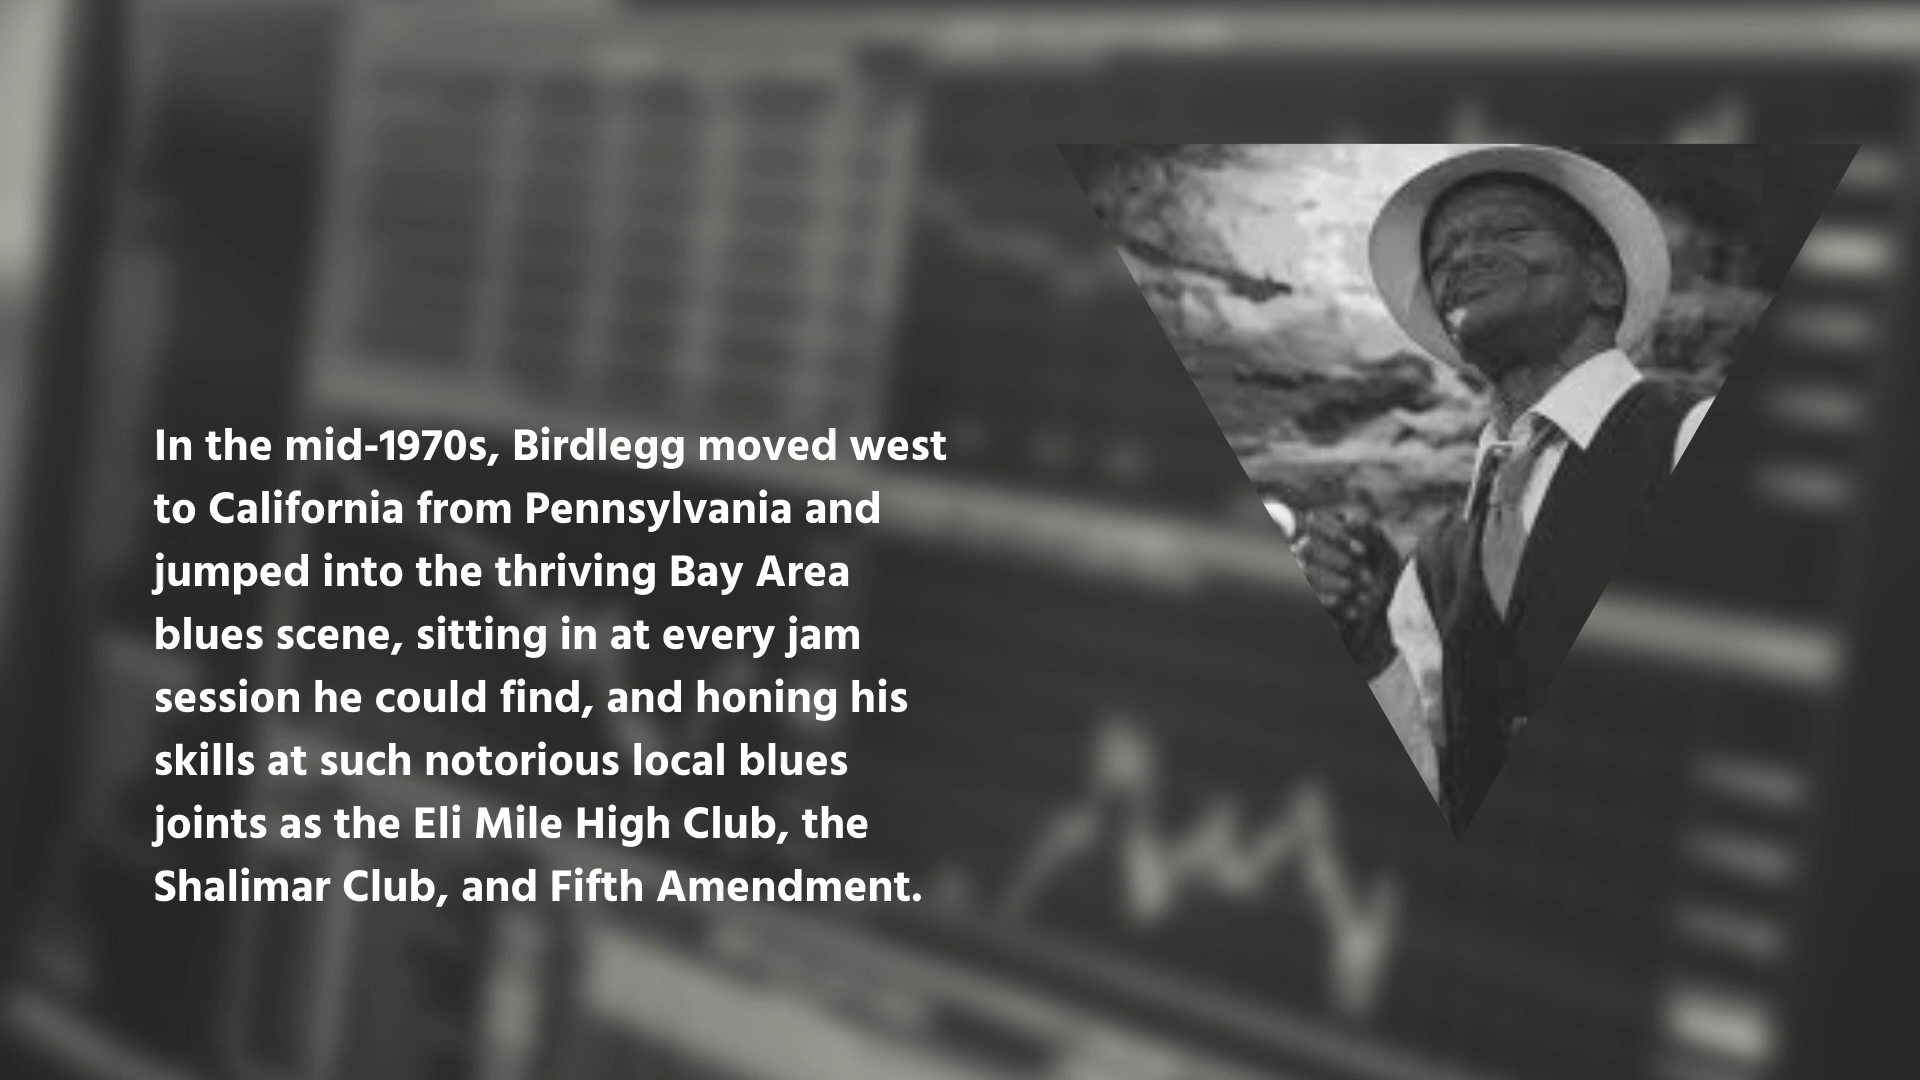 In the mid-1970s, Birdlegg moved west
to California from Pennsylvania and
jumped into the thriving Bay Area
blues scene, sitting in at every jam
session he could find, and honing his
skills at such notorious local blues
joints as the Eli Mile High Club, the
Shalimar Club, and Fifth Amendment.